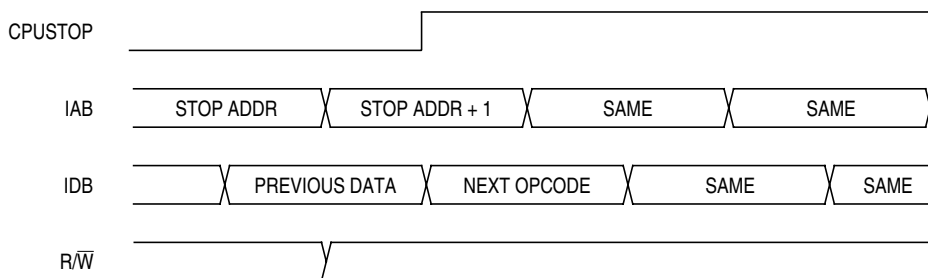 CPUSTOP
IAB STOP ADDR STOP ADDR + 1 SAME SAME
IDB PREVIOUS DATA NEXT OPCODE SAME SAME
R/W̅